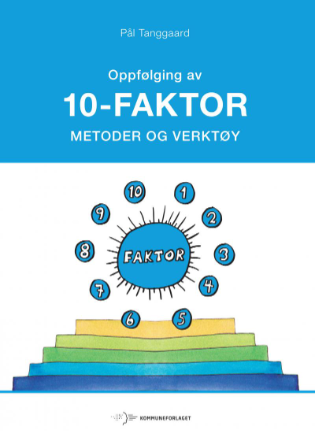 Pål Tanggaard
Oppfølging av
10-FAKTOR
METODER OG VERKTØY
10
1
9
2
8
FAKTOR
3
7
4
6
5
KOMMUNEFORLAGET